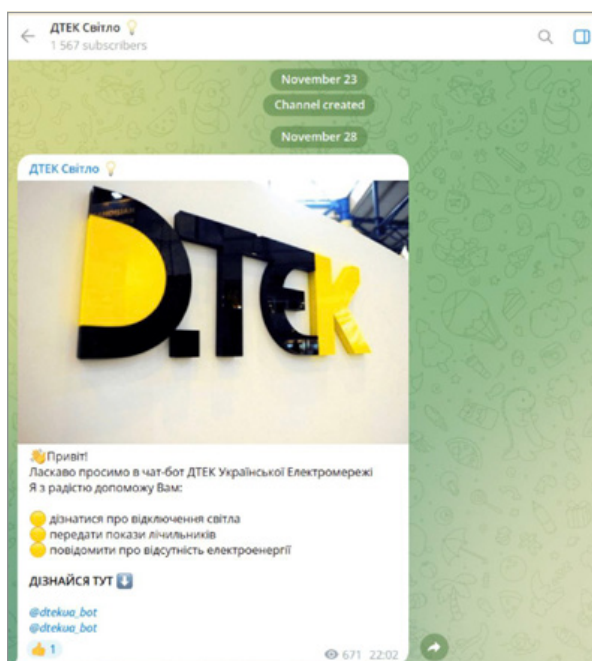 ДТЕК Світло 💡
1 567 subscribers
November 23
Channel created
November 28
ДТЕК Світло 💡
DTEK
👋Привіт!
Ласкаво просимо в чат-бот ДТЕК Української Електромережі
Я з радістю допоможу Вам:
🟡 дізнатися про відключення світла
🟡 передати покази лічильників
🟡 повідомити про відсутність електроенергії
ДІЗНАЙСЯ ТУТ ⬇️
@dtekua_bot
@dtekua_bot
👍 1
671 22:02